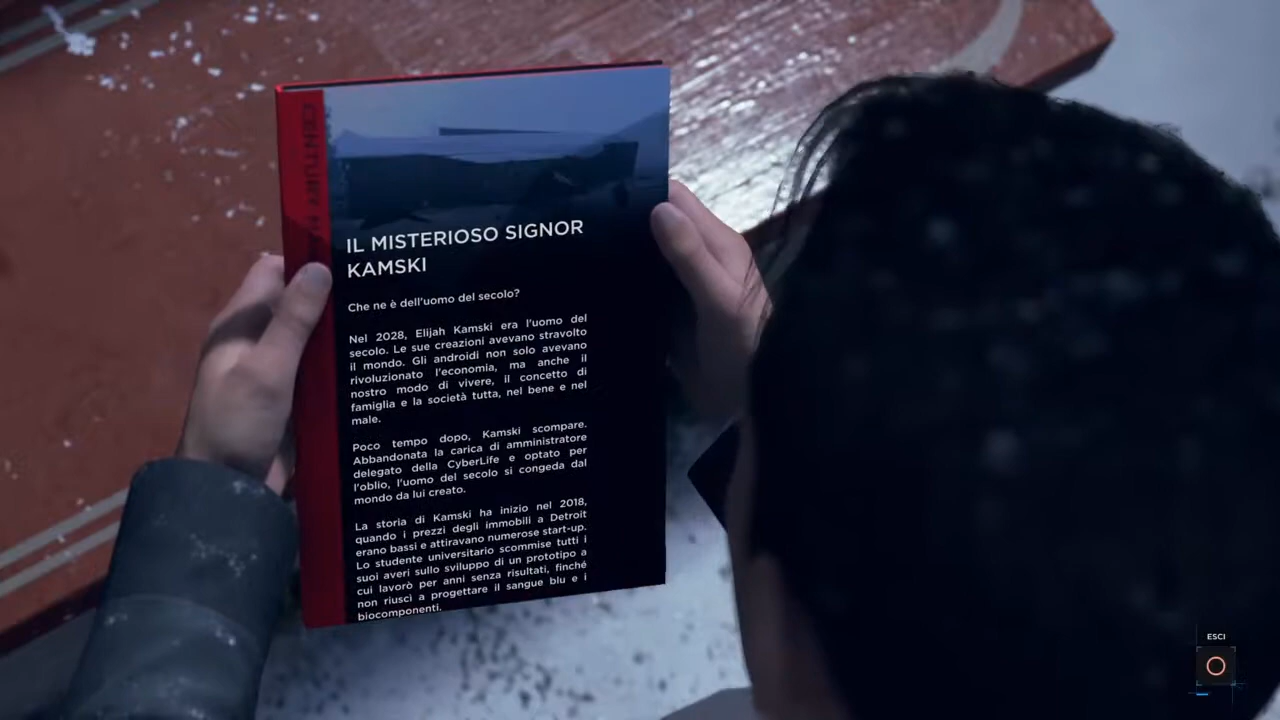 CENTURY
IL MISTERIOSO SIGNOR
KAMSKI
Che ne è dell'uomo del secolo?
Nel 2028, Elijah Kamski era l'uomo del
secolo. Le sue creazioni avevano stravolto
il mondo. Gli androidi non solo avevano
rivoluzionato l'economia, ma anche il
nostro modo di vivere, il concetto di
famiglia e la società tutta, nel bene e nel
male.
Poco tempo dopo, Kamski scompare.
Abbandonata la carica di amministratore
delegato della CyberLife e optato per
l'oblio, l'uomo del secolo si congeda dal
mondo da lui creato.
La storia di Kamski ha inizio nel 2018,
quando i prezzi degli immobili a Detroit
erano bassi e attiravano numerose start-up.
Lo studente universitario scommise tutti i
suoi averi sullo sviluppo di un prototipo a
cui lavorò per anni senza risultati, finché
non riuscì a progettare il sangue blu e i
biocomponenti.
ESCI